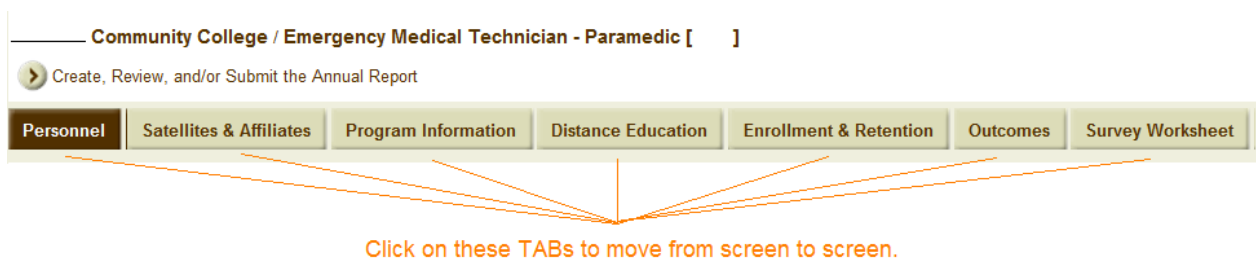 _______ Community College / Emergency Medical Technician - Paramedic [ ]
Create, Review, and/or Submit the Annual Report
Personnel Satellites & Affiliates Program Information Distance Education Enrollment & Retention Outcomes Survey Worksheet
Click on these TABs to move from screen to screen.